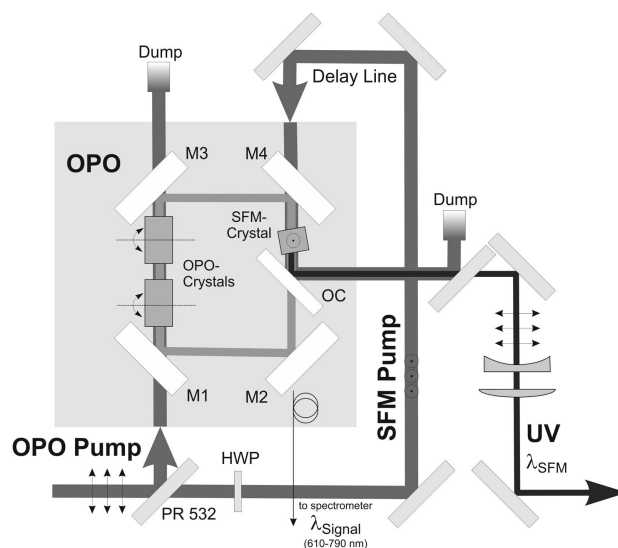 Dump
Delay Line
OPO
M3
M4
SFM-
Crystal
Dump
OPO-
Crystals
OC
M1
M2
SFM Pump
OPO Pump
HWP
PR 532
UV
λSFM
to spectrometer
λSignal
(610-790 nm)